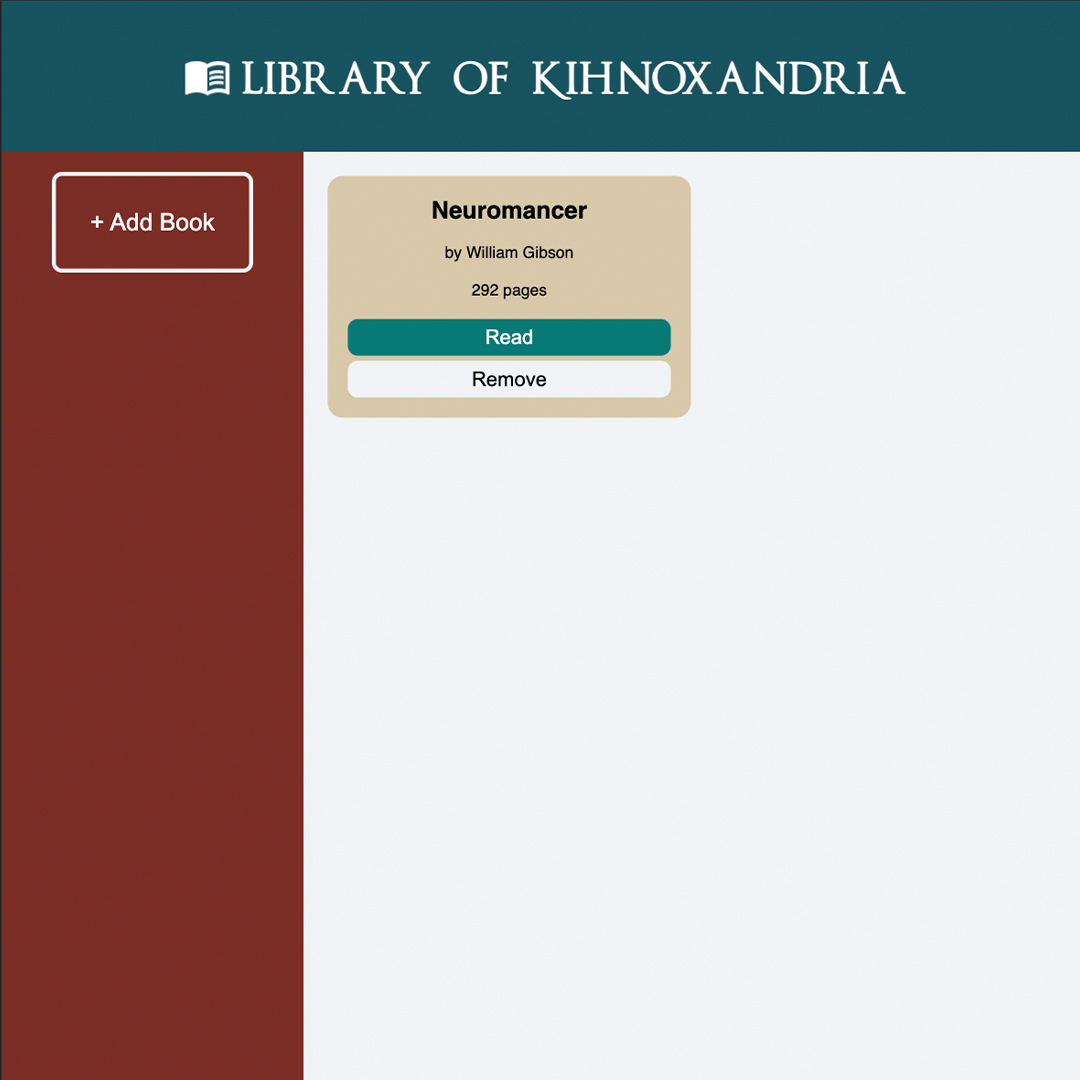 LIBRARY OF KIHNOXANDRIA
+ Add Book
Neuromancer
by William Gibson
292 pages
Read
Remove